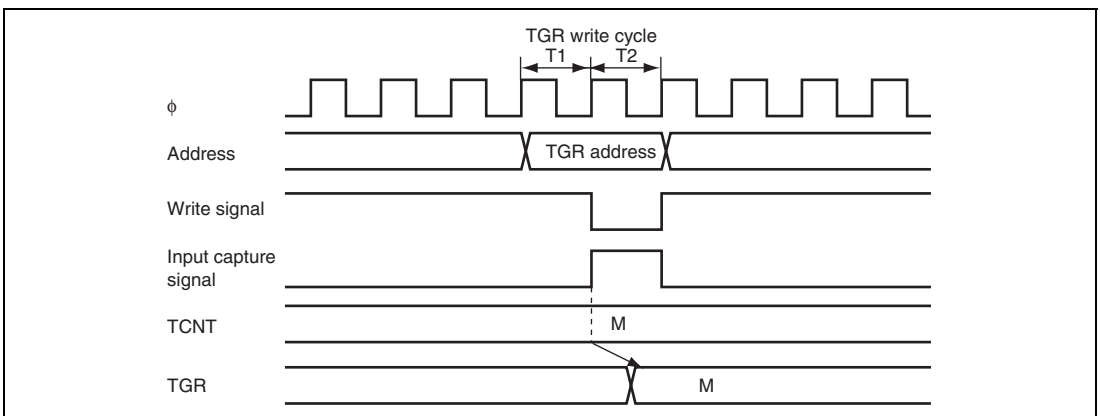 TGR write cycle
T1 T2
ϕ
Address TGR address
Write signal
Input capture
signal
TCNT M
TGR M